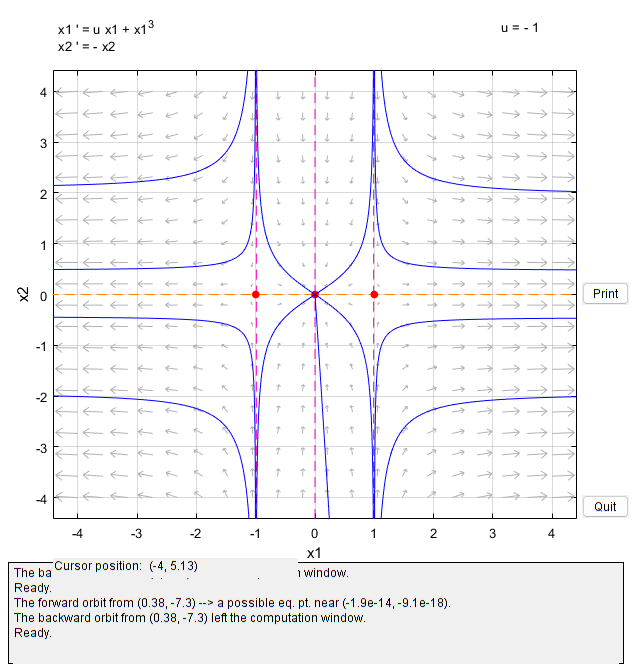 x1 ' = u x1 + x1³
x2 ' = - x2
u = - 1
4
3
2
1
0
-1
-2
-3
-4
x2
-4 -3 -2 -1 0 1 2 3 4
x1
Print
Quit
Cursor position: (-4, 5.13)
The ba window.
Ready.
The forward orbit from (0.38, -7.3) --> a possible eq. pt. near (-1.9e-14, -9.1e-18).
The backward orbit from (0.38, -7.3) left the computation window.
Ready.